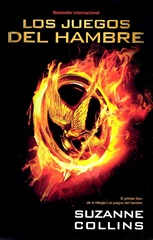 Bestseller internacional
LOS JUEGOS
DEL HAMBRE
El primer libro
de la trilogía Los juegos del hambre
SUZANNE
COLLINS